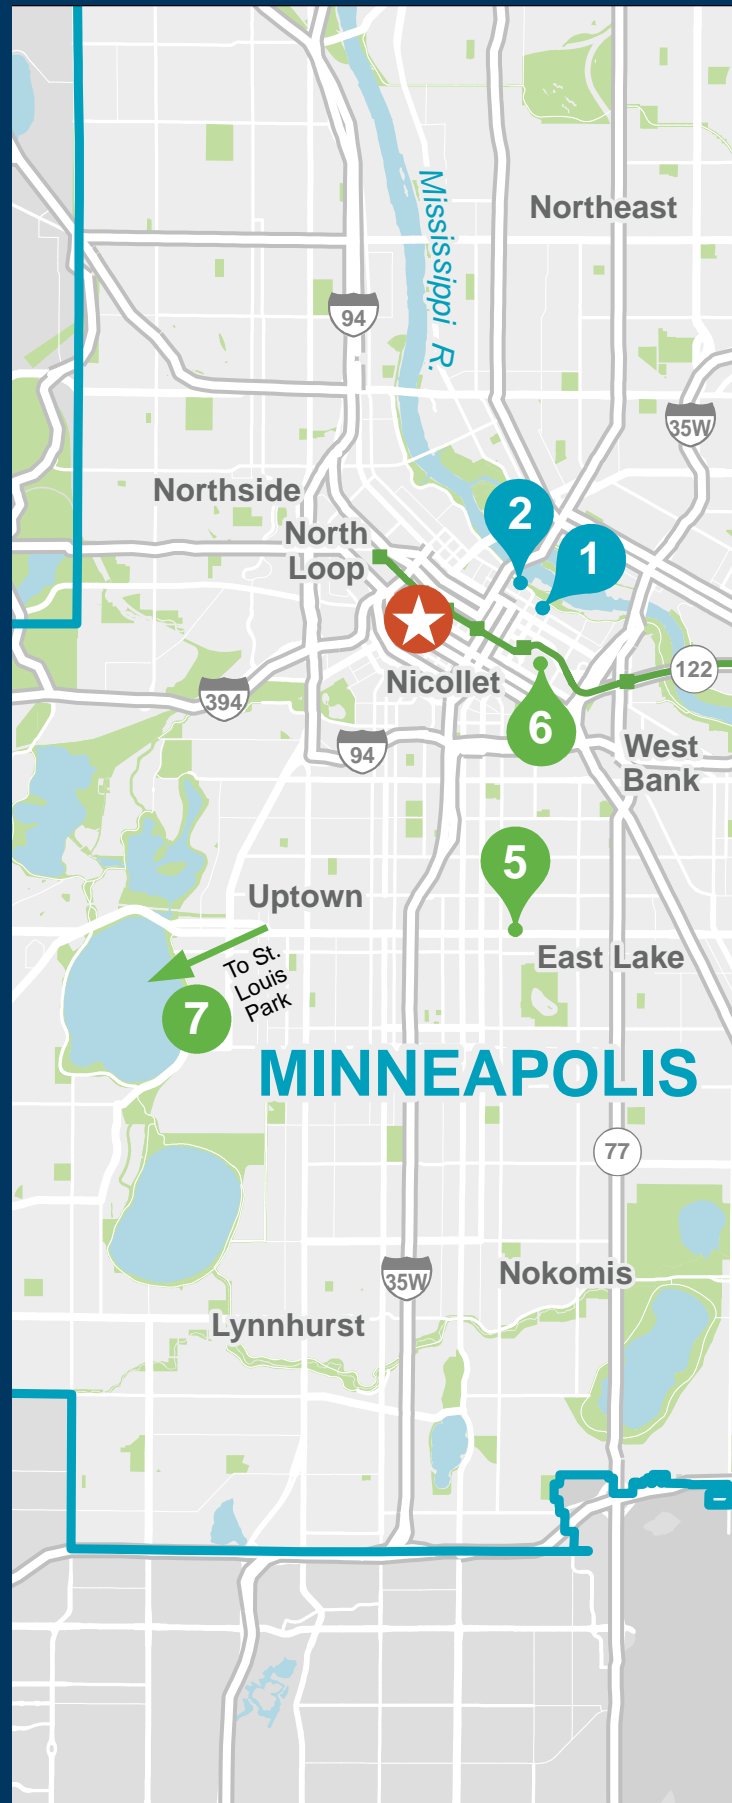 Mississippi R.
Northeast
94
35W
Northside
2
North
Loop
1
Nicollet
122
394
6
94
West
Bank
5
Uptown
East Lake
To St.
Louis
Park
7
MINNEAPOLIS
77
35W
Nokomis
Lynnhurst